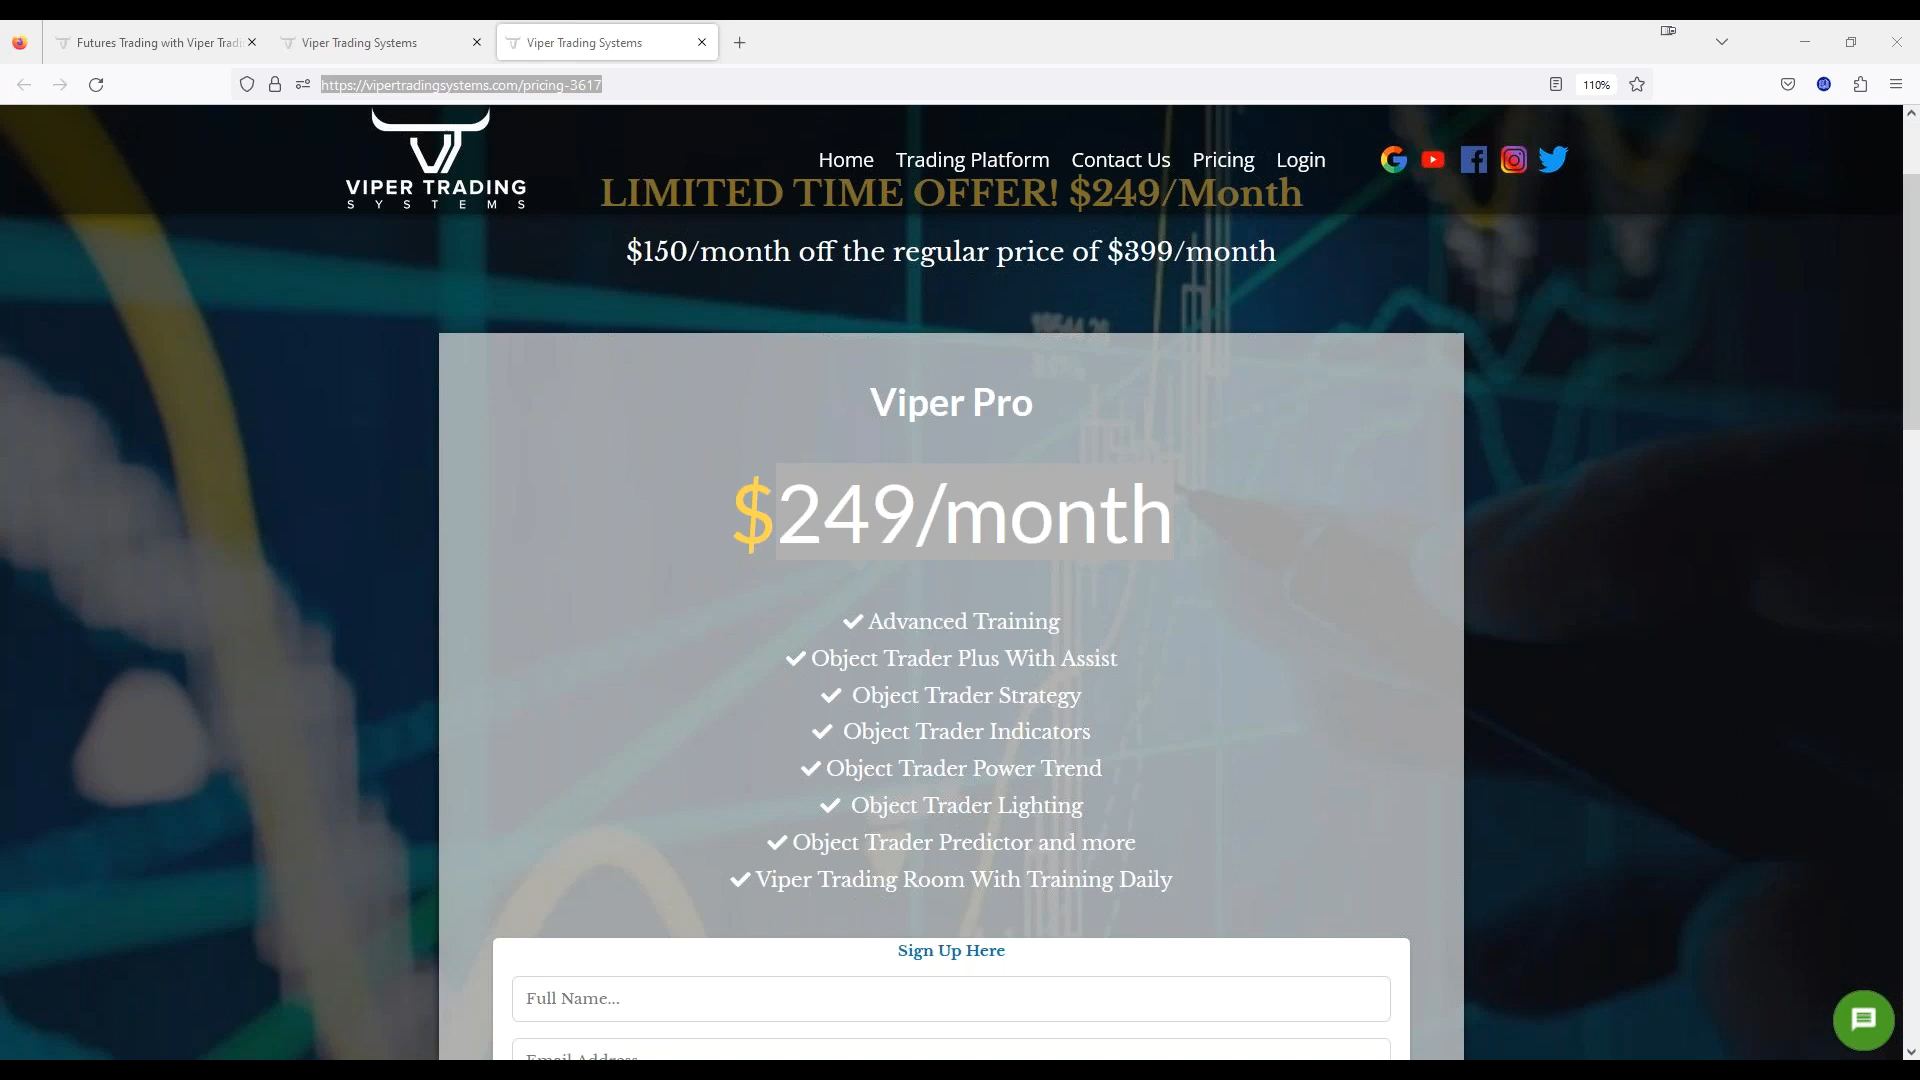 Futures Trading with Viper Tradi
Viper Trading Systems
Viper Trading Systems
https://vipertradingsystems.com/pricing-3617
110%
VIPER TRADING
SYSTEMS
Home
Trading Platform
Contact Us
Pricing
Login
LIMITED TIME OFFER! $249/Month
$150/month off the regular price of $399/month
Viper Pro
$249/month
Advanced Training
Object Trader Plus With Assist
Object Trader Strategy
Object Trader Indicators
Object Trader Power Trend
Object Trader Lighting
Object Trader Predictor and more
Viper Trading Room With Training Daily
Sign Up Here
Full Name...
Email Address